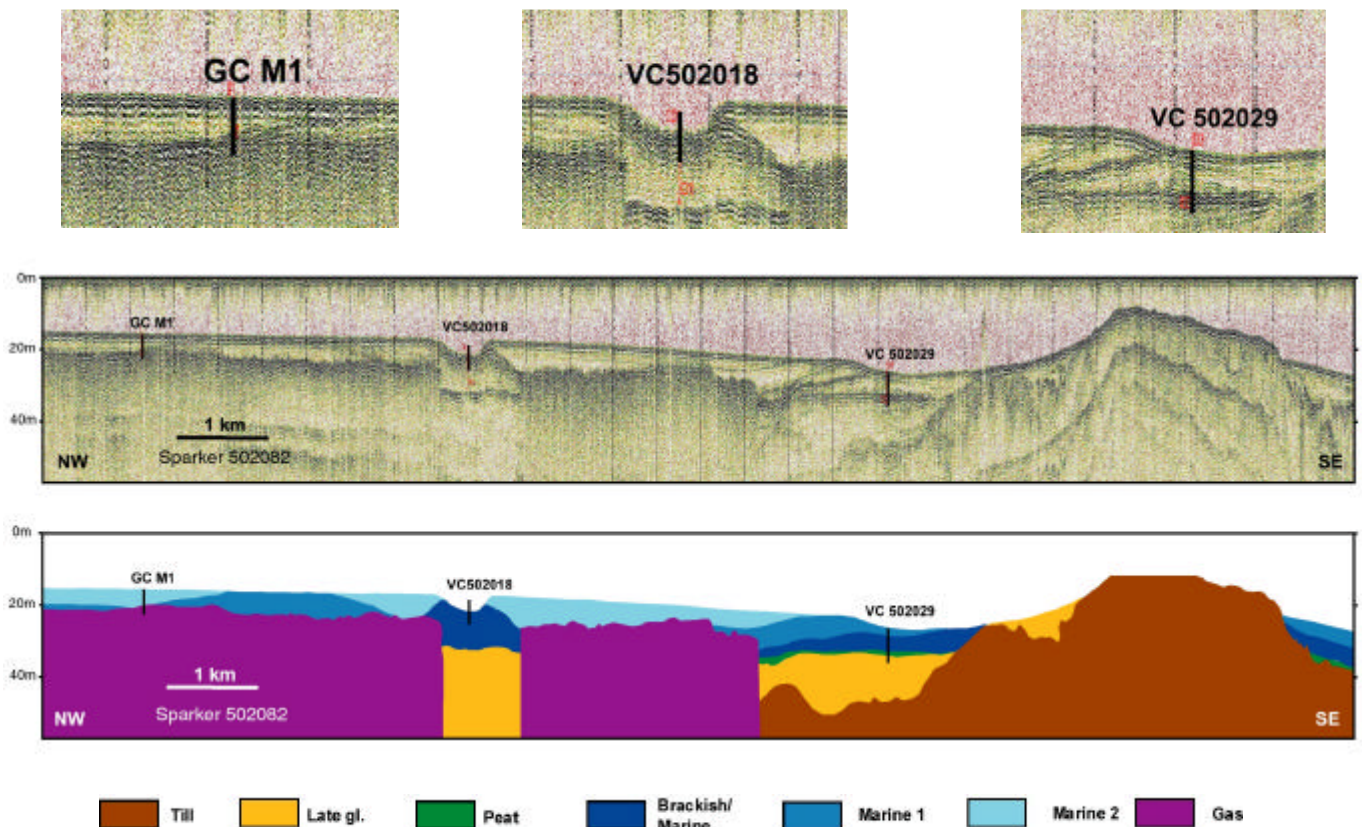 GC M1
VC502018
VC 502029
0m
20m
40m
GC M1
VC502018
VC 502029
1 km
Sparker 502082
NW
SE
0m
20m
40m
GC M1
VC502018
VC 502029
1 km
Sparker 502082
NW
SE
Till
Late gl.
Peat
Brackish/
Marine
Marine 1
Marine 2
Gas